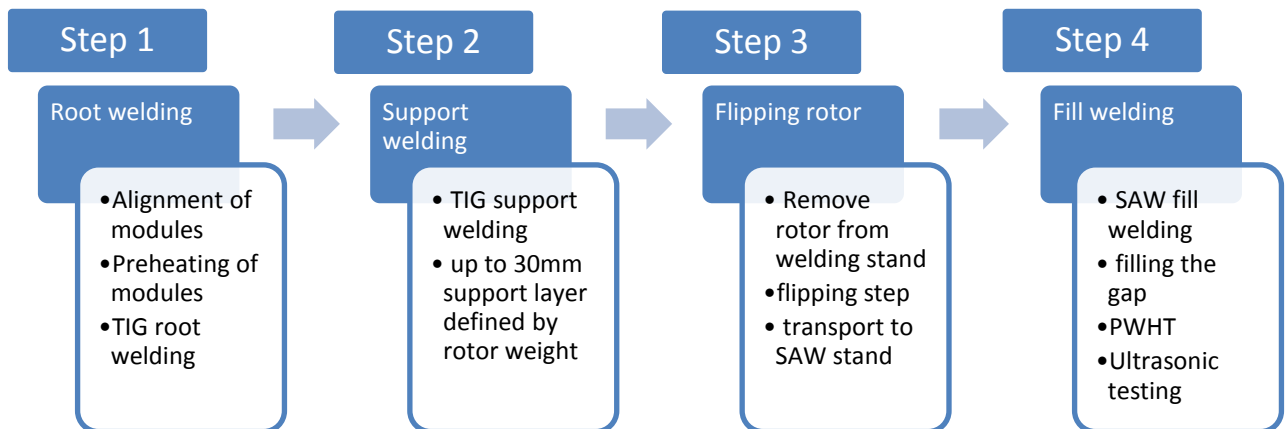 Step 1
Root welding
•Alignment of
modules
•Preheating of
modules
•TIG root
welding
Step 2
Support
welding
• TIG support
welding
• up to 30mm
support layer
defined by
rotor weight
Step 3
Flipping rotor
• Remove
rotor from
welding stand
•flipping step
• transport to
SAW stand
Step 4
Fill welding
• SAW fill
welding
• filling the
gap
•PWHT
•Ultrasonic
testing